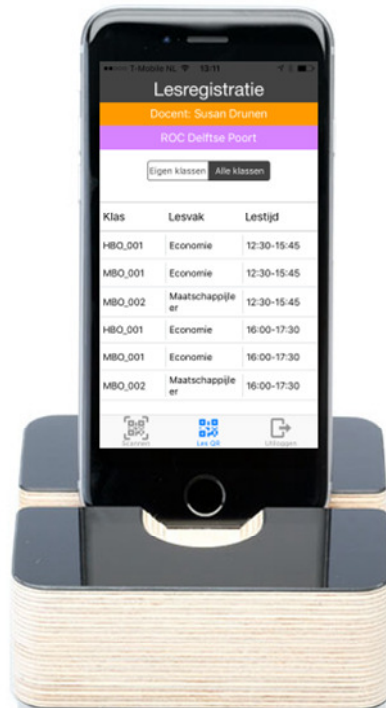 T-Mobile NL 13:11
Lesregistratie
Docent: Susan Drunen
ROC Delftse Poort
Eigen klassen Alle klassen
Klas Lesvak Lestijd
HBO_001 Economie 12:30-15:45
MBO_001 Economie 12:30-15:45
MBO_002 Maatschappijle
er 12:30-15:45
HBO_001 Economie 16:00-17:30
MBO_001 Economie 16:00-17:30
MBO_002 Maatschappijle
er 16:00-17:30
Scannen Les QR Uitloggen